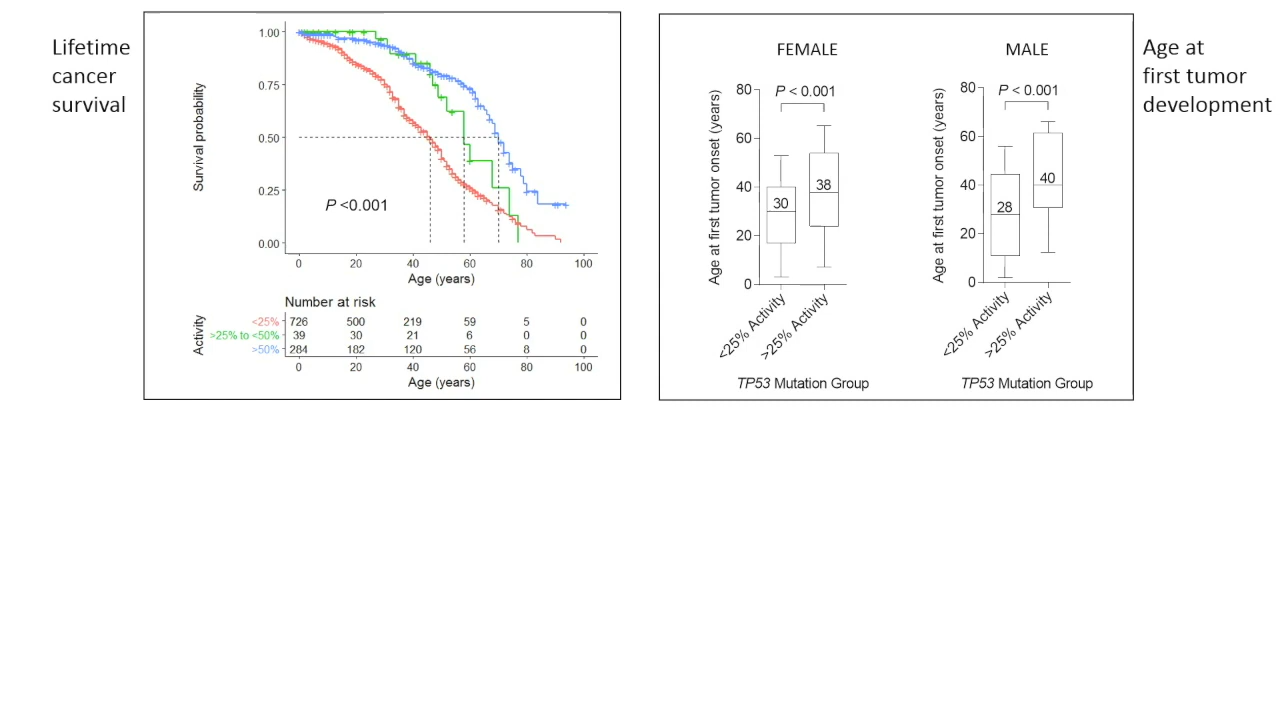 Lifetime
cancer
survival
Survival probability
1.00
0.75
0.50
0.25
0.00
P <0.001
0 20 40 60 80 100
Age (years)
Number at risk
Activity
<25% 726 500 219 59 5 0
>25% to <50% 39 30 21 6 0 0
>50% 284 182 120 56 8 0
0 20 40 60 80 100
Age (years)
FEMALE
P < 0.001
Age at first tumor onset (years)
80
60
40
20
0
30
38
<25% Activity
>25% Activity
TP53 Mutation Group
MALE
P < 0.001
Age at first tumor onset (years)
80
60
40
20
0
28
40
<25% Activity
>25% Activity
TP53 Mutation Group
Age at
first tumor
development